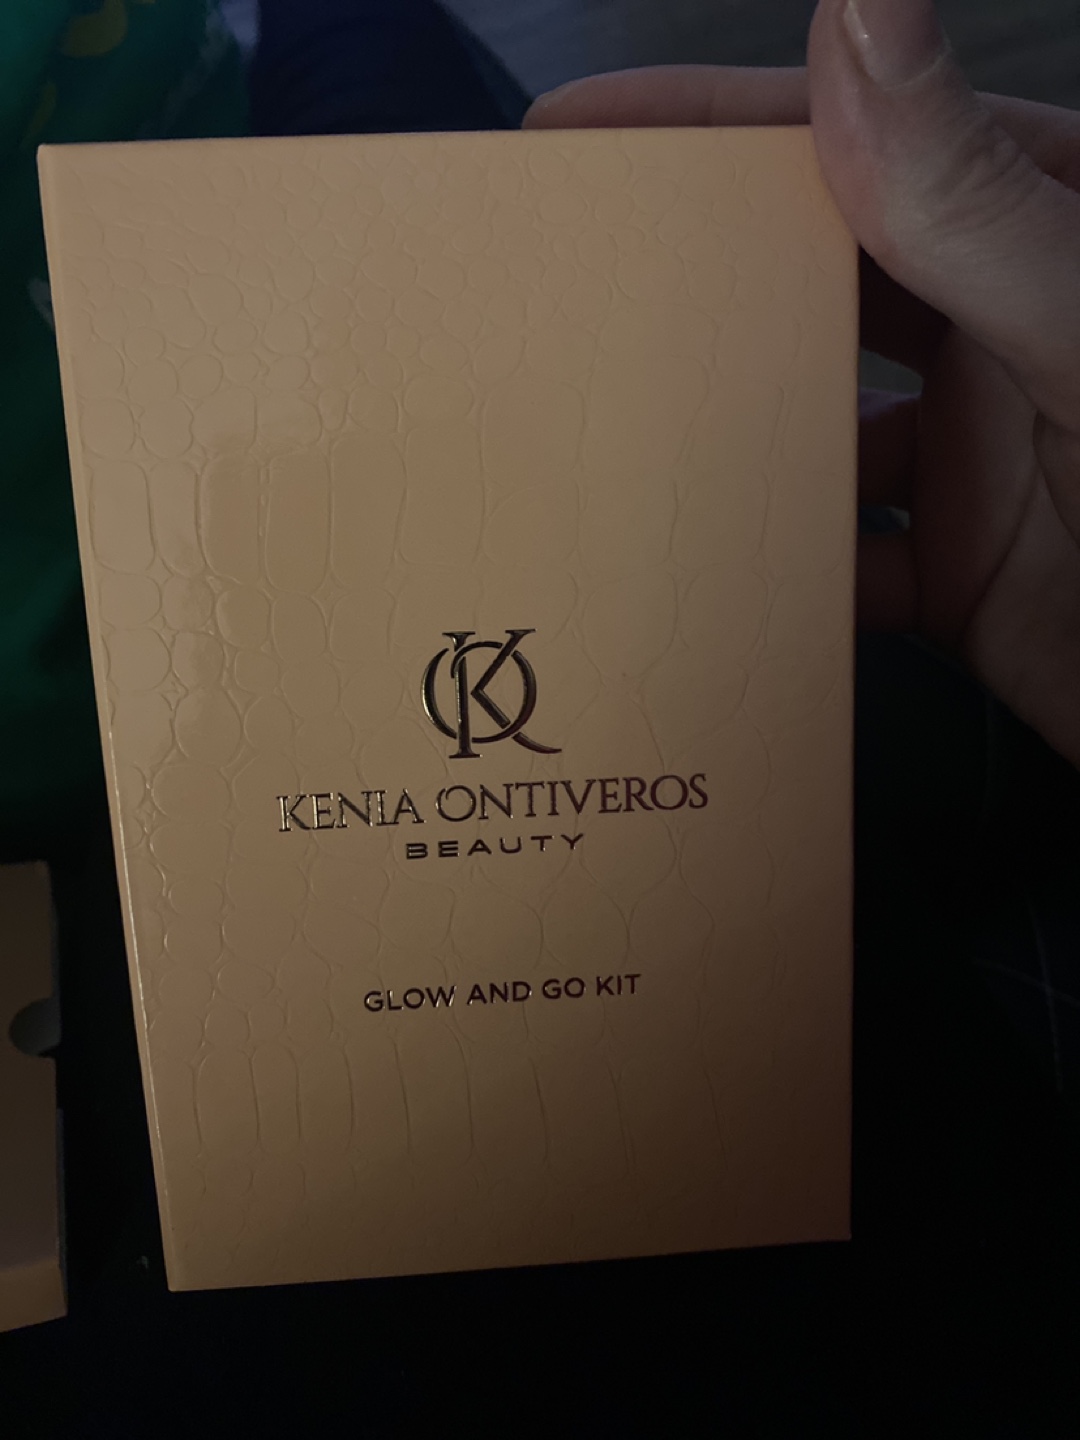 KO
KENIA ONTIVEROS
BEAUTY
GLOW AND GO KIT